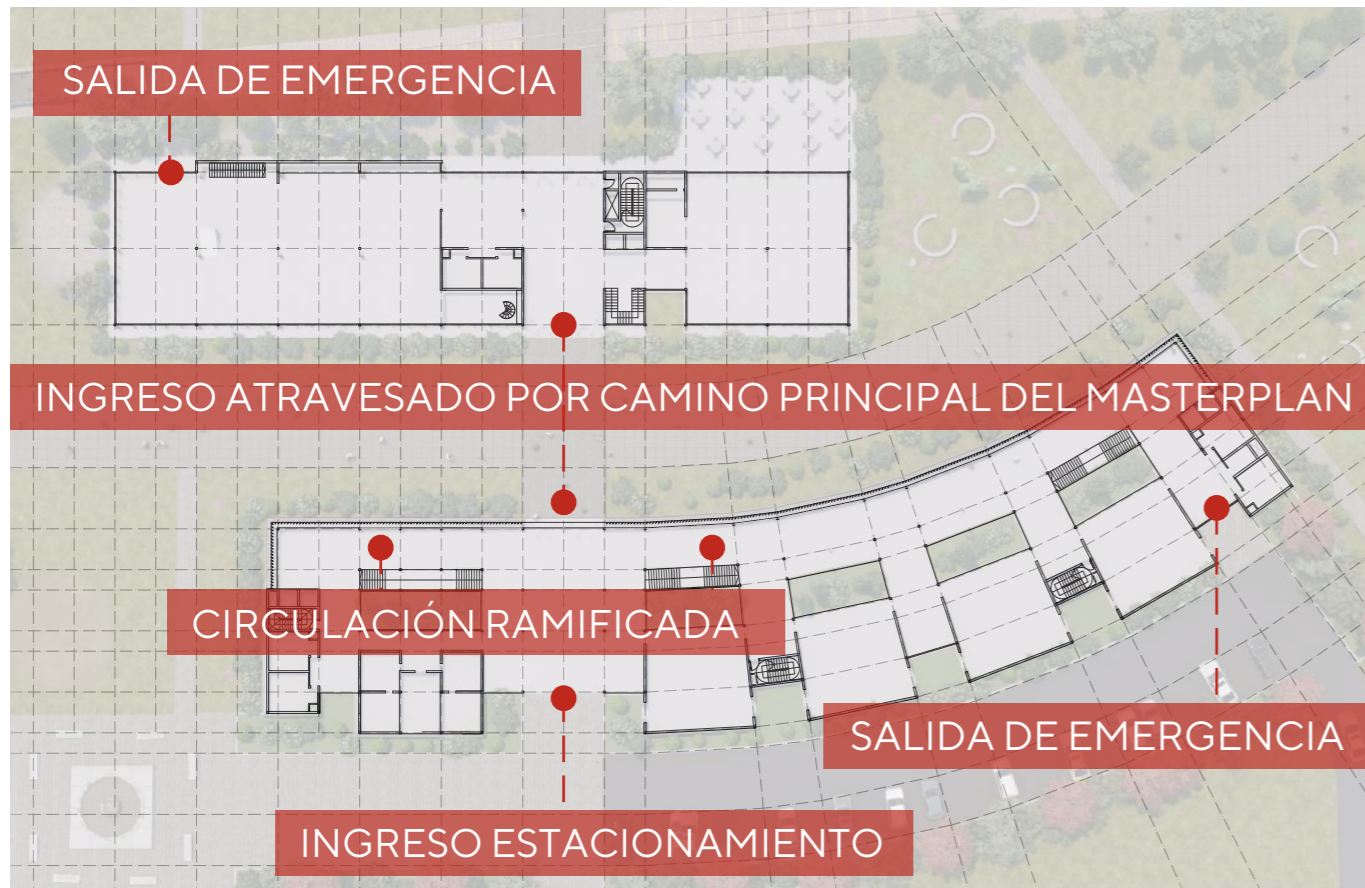 SALIDA DE EMERGENCIA
INGRESO ATRAVESADO POR CAMINO PRINCIPAL DEL MASTERPLAN
CIRCULACIÓN RAMIFICADA
SALIDA DE EMERGENCIA
INGRESO ESTACIONAMIENTO